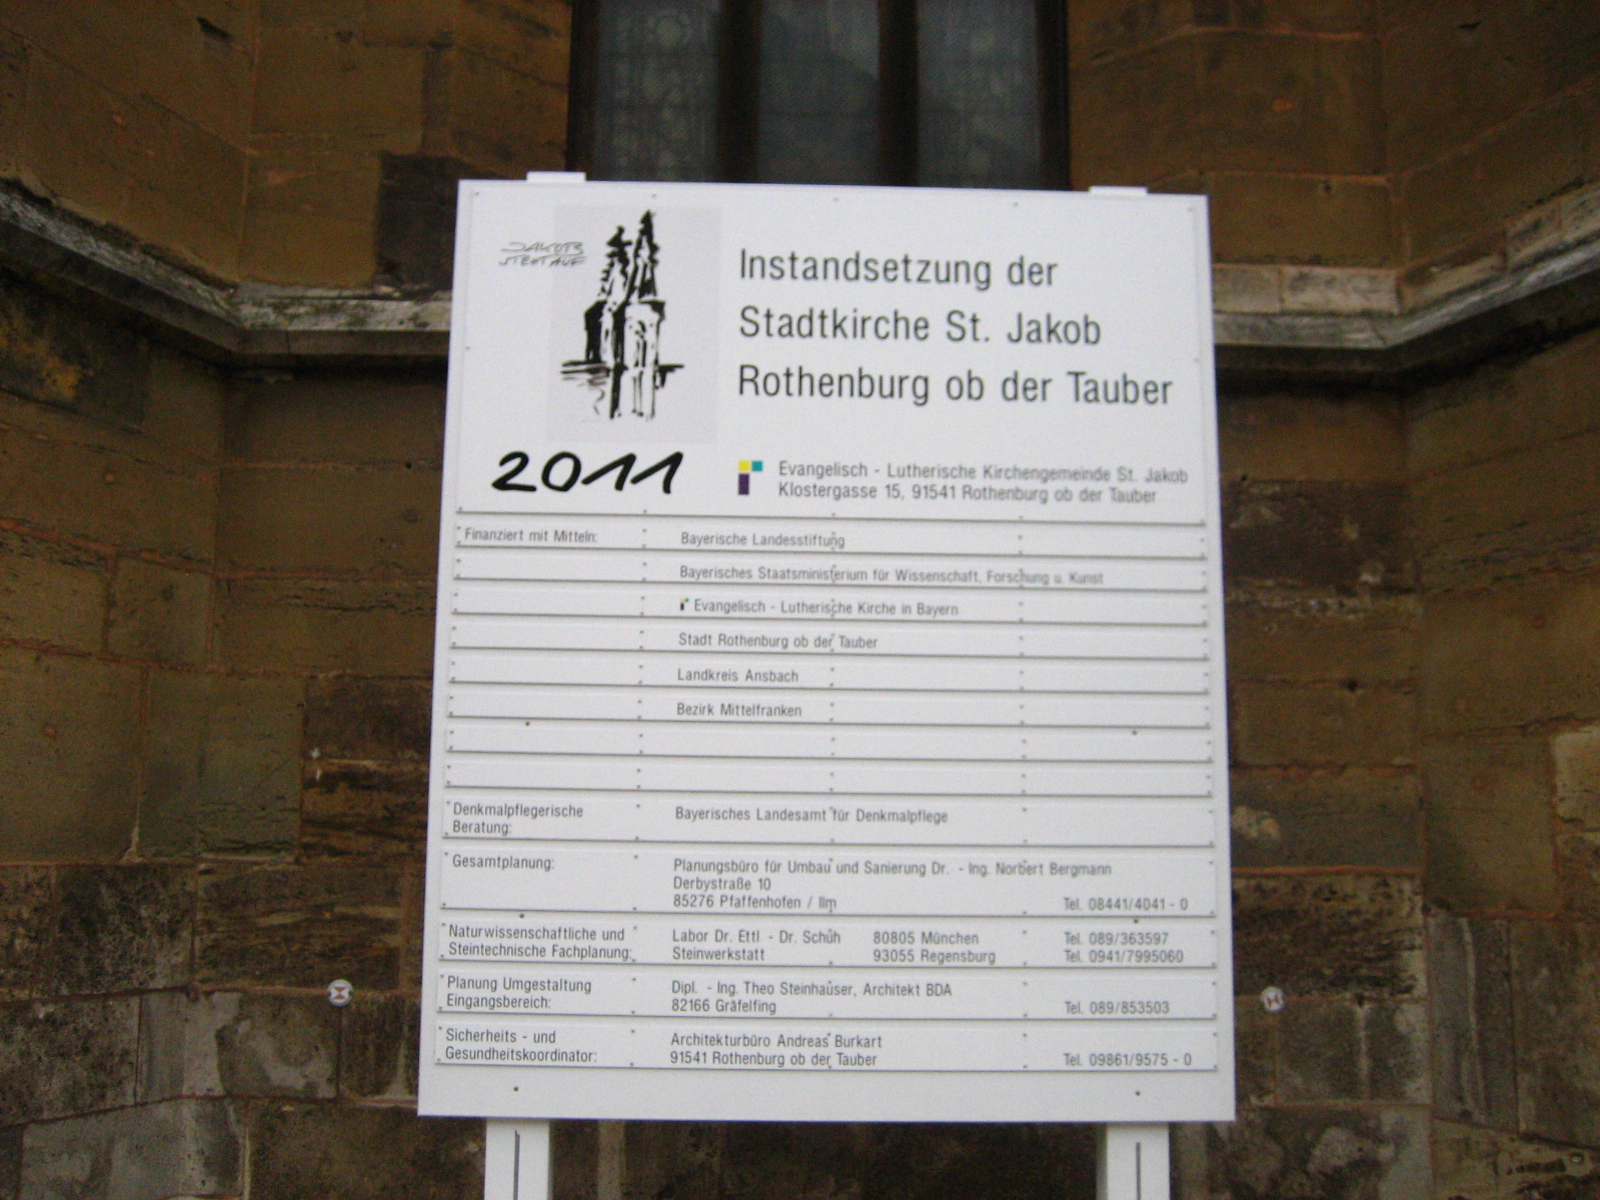 JAKOBS
STEHT AUF
Instandsetzung der
Stadtkirche St. Jakob
Rothenburg ob der Tauber
2011
Evangelisch - Lutherische Kirchengemeinde St. Jakob
Klostergasse 15, 91541 Rothenburg ob der Tauber
Finanziert mit Mitteln: Bayerische Landesstiftung
Bayerisches Staatsministerium für Wissenschaft, Forschung u. Kunst
Evangelisch - Lutherische Kirche in Bayern
Stadt Rothenburg ob der Tauber
Landkreis Ansbach
Bezirk Mittelfranken
Denkmalpflegerische Bayerisches Landesamt für Denkmalpflege
Beratung:
Gesamtplanung: Planungsbüro für Umbau und Sanierung Dr. - Ing. Norbert Bergmann
Derbystraße 10
85276 Pfaffenhofen / Ilm Tel. 08441/4041 - 0
Naturwissenschaftliche und Labor Dr. Ettl - Dr. Schuh 80805 München Tel. 089/363597
Steintechnische Fachplanung: Steinwerkstatt 93055 Regensburg Tel. 0941/7995060
Planung Umgestaltung Dipl. - Ing. Theo Steinhauser, Architekt BDA
Eingangsbereich: 82166 Gräfelfing Tel. 089/853503
Sicherheits - und Architekturbüro Andreas Burkart
Gesundheitskoordinator: 91541 Rothenburg ob der Tauber Tel. 09861/9575 - 0